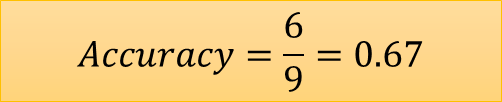 Accuracy = 6/9 = 0.67